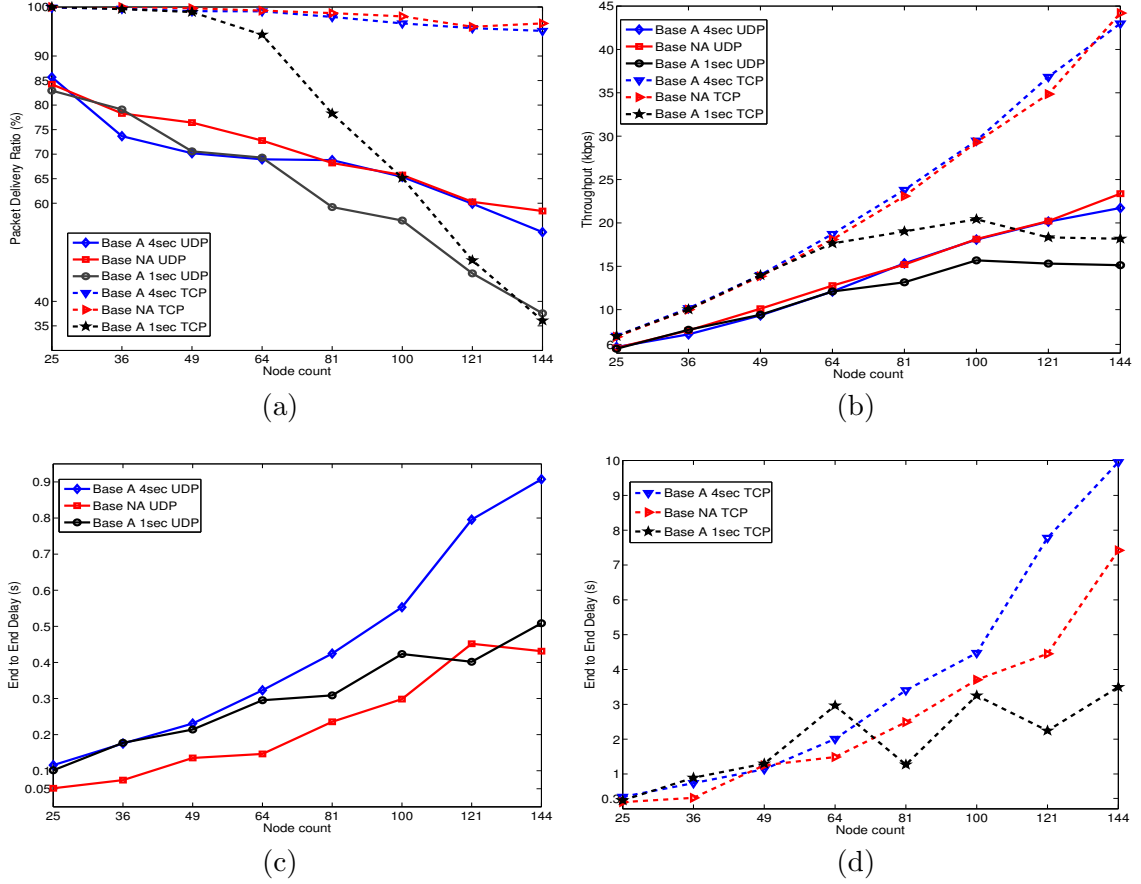 100
95
90
85
80
75
70
65
60
40
35
Packet Delivery Ratio (%)
Base A 4sec UDP
Base NA UDP
Base A 1sec UDP
Base A 4sec TCP
Base NA TCP
Base A 1sec TCP
25 36 49 64 81 100 121 144
Node count
(a)
45
40
35
30
25
20
15
10
6
Throughput (kbps)
Base A 4sec UDP
Base NA UDP
Base A 1sec UDP
Base A 4sec TCP
Base NA TCP
Base A 1sec TCP
25 36 49 64 81 100 121 144
Node count
(b)
0.9
0.8
0.7
0.6
0.5
0.4
0.3
0.2
0.1
0.05
End to End Delay (s)
Base A 4sec UDP
Base NA UDP
Base A 1sec UDP
25 36 49 64 81 100 121 144
Node count
(c)
10
8
7
6
5
4
3
2
1
0.3
End to End Delay (s)
Base A 4sec TCP
Base NA TCP
Base A 1sec TCP
25 36 49 64 81 100 121 144
Node count
(d)